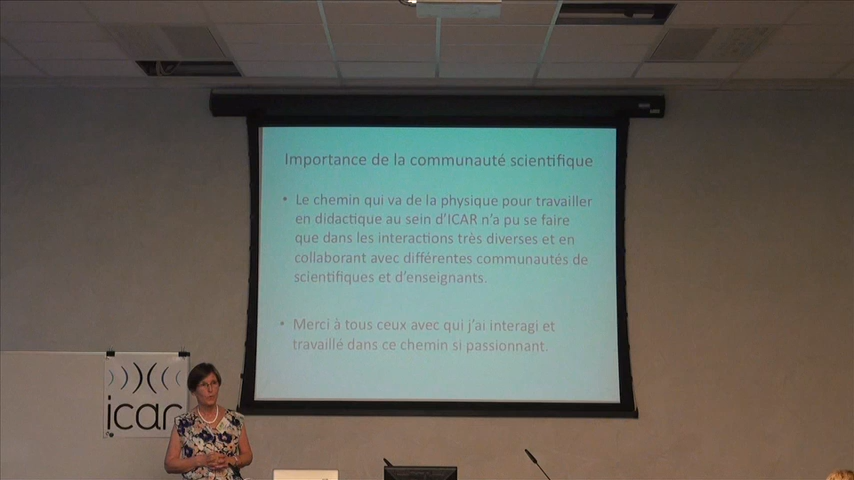 Importance de la communauté scientifique
• Le chemin qui va de la physique pour travailler
en didactique au sein d'ICAR n'a pu se faire
que dans les interactions très diverses et en
collaborant avec différentes communautés de
scientifiques et d'enseignants.
• Merci à tous ceux avec qui j'ai interagi et
travaillé dans ce chemin si passionnant.
icar